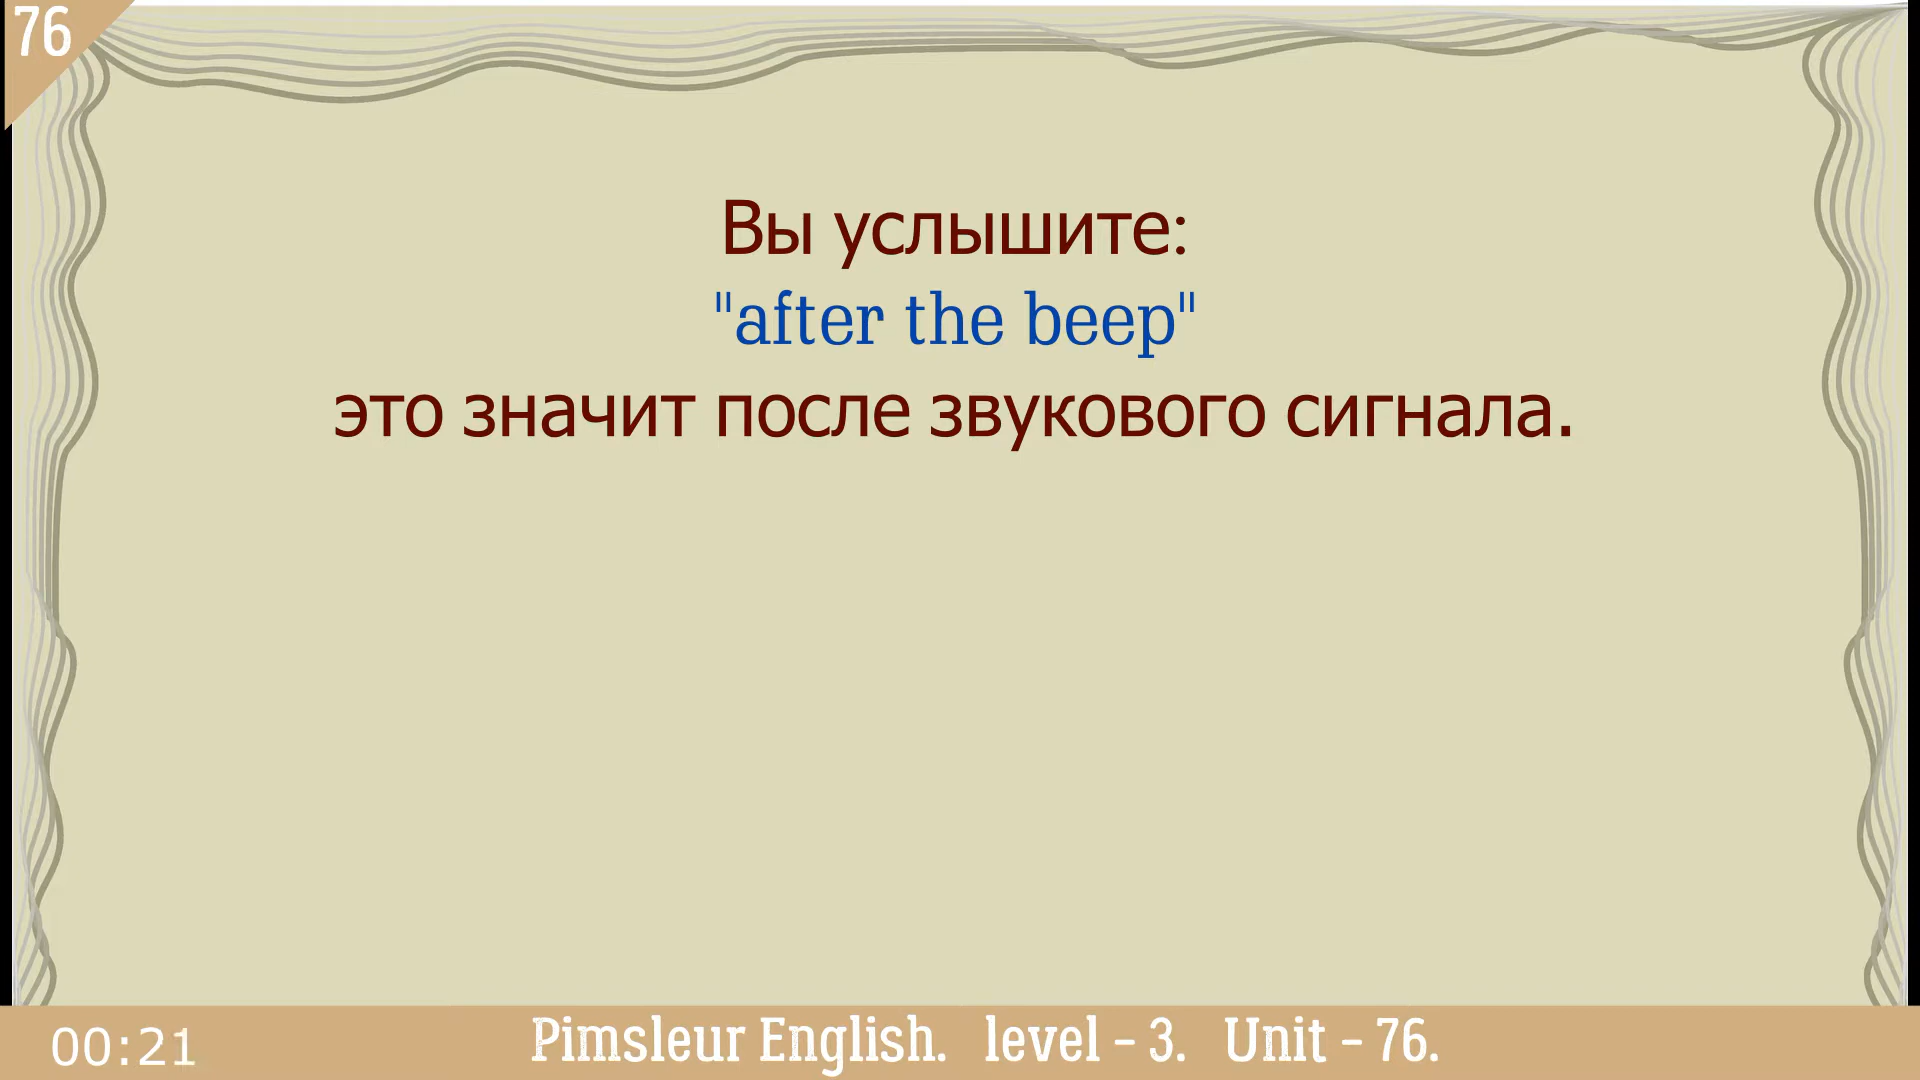 76
Вы услышите:
"after the beep"
это значит после звукового сигнала.
00:21
Pimsleur English. level - 3. Unit - 76.